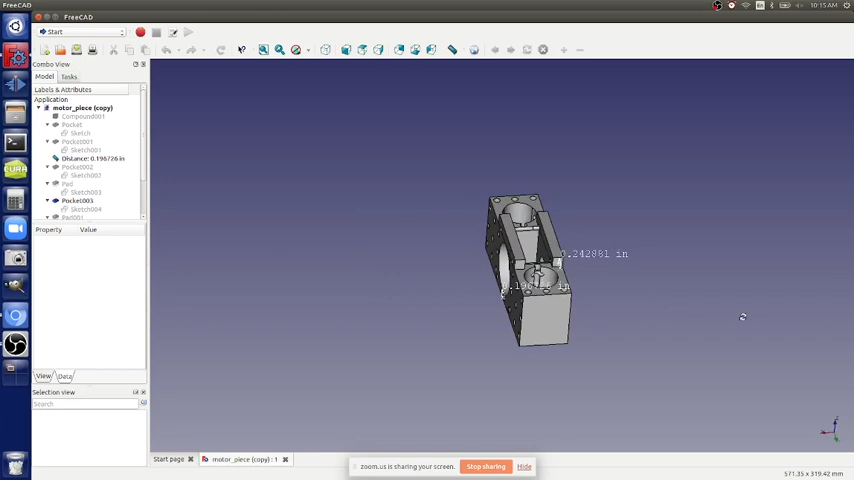 FreeCAD
En
10:15 AM
FreeCAD
Start
Combo View
Model Tasks
Labels & Attributes
Application
motor_piece (copy)
Compound001
Pocket
Sketch
Pocket001
Sketch001
Distance: 0.196726 in
Pocket002
Sketch002
Pad
Sketch003
Pocket003
Sketch004
Pad001
Property Value
View Data
Selection view
Search
0.242881 in
Start page
motor_piece (copy) : 1
zoom.us is sharing your screen.
Stop sharing
Hide
571.35 x 319.42 mm
CURA